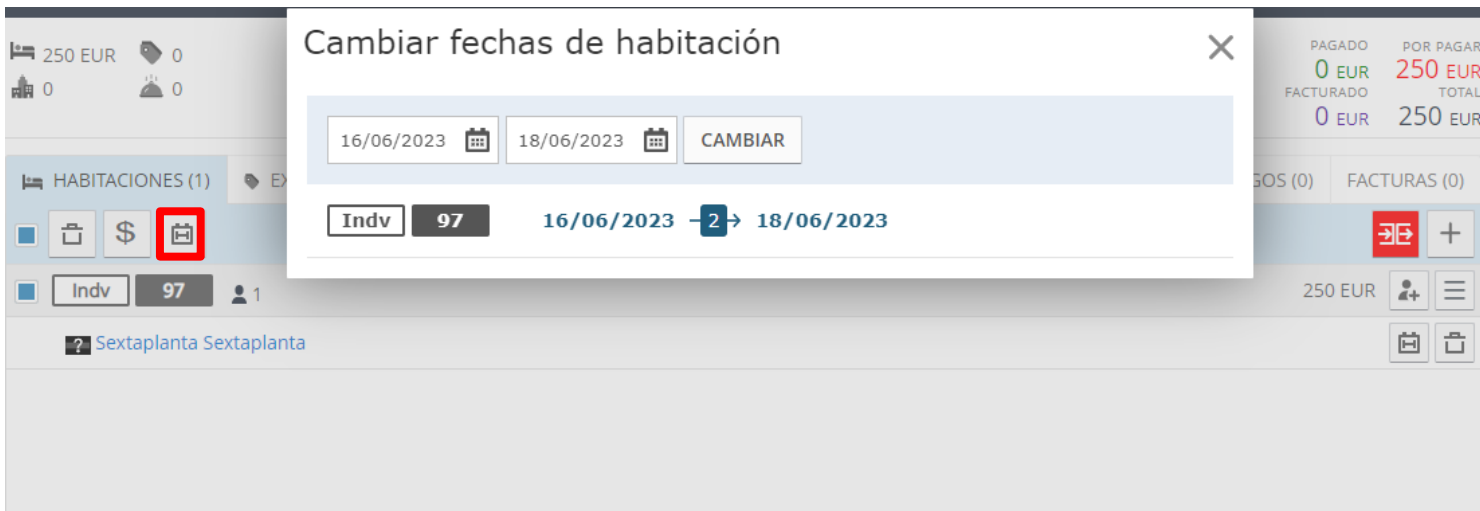 Cambiar fechas de habitación
250 EUR 0
0 0
PAGADO POR PAGAR
0 EUR 250 EUR
FACTURADO TOTAL
0 EUR 250 EUR
16/06/2023 18/06/2023 CAMBIAR
HABITACIONES (1) EX GOS (0) FACTURAS (0)
Indv 97 16/06/2023 2 18/06/2023
$
Indv 97 1 250 EUR
? Sextaplanta Sextaplanta